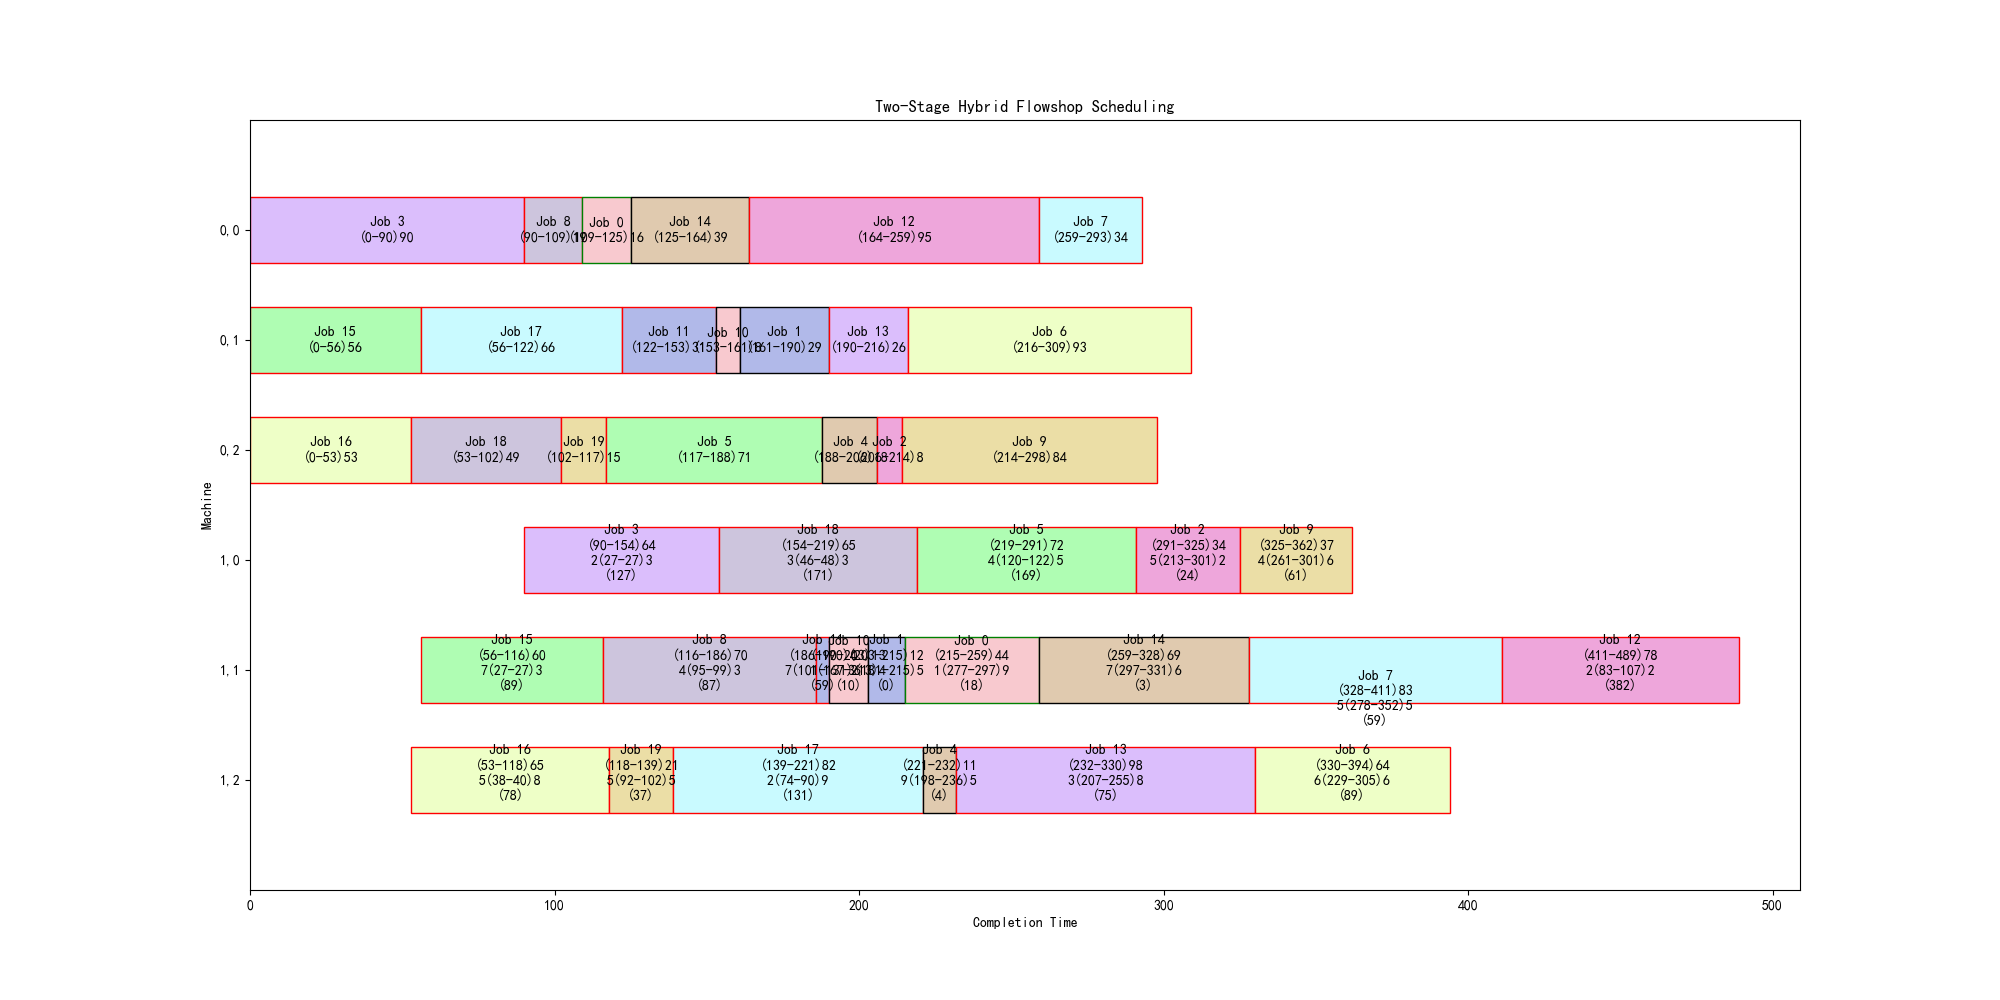 Two-Stage Hybrid Flowshop Scheduling
0,0
Job 3
(0-90)90
Job 8
(90-109)19
Job 0
(109-125)16
Job 14
(125-164)39
Job 12
(164-259)95
Job 7
(259-293)34
0,1
Job 15
(0-56)56
Job 17
(56-122)66
Job 11
(122-153)31
Job 10
(153-161)8
Job 1
(161-190)29
Job 13
(190-216)26
Job 6
(216-309)93
0,2
Job 16
(0-53)53
Job 18
(53-102)49
Job 19
(102-117)15
Job 5
(117-188)71
Job 4
(188-206)18
Job 2
(206-214)8
Job 9
(214-298)84
Machine
1,0
Job 3
(90-154)64
2(27-27)3
(127)
Job 18
(154-219)65
3(46-48)3
(171)
Job 5
(219-291)72
4(120-122)5
(169)
Job 2
(291-325)34
5(213-301)2
(24)
Job 9
(325-362)37
4(261-301)6
(61)
1,1
Job 15
(56-116)60
7(27-27)3
(89)
Job 8
(116-186)70
4(95-99)3
(87)
Job 11
(59)
Job 10
(10)
Job 1
(203-215)12
(0)
Job 0
(215-259)44
1(277-297)9
(18)
Job 14
(259-328)69
7(297-331)6
(3)
Job 7
(328-411)83
5(278-352)5
(59)
Job 12
(411-489)78
2(83-107)2
(382)
1,2
Job 16
(53-118)65
5(38-40)8
(78)
Job 19
(118-139)21
5(92-102)5
(37)
Job 17
(139-221)82
2(74-90)9
(131)
Job 4
(221-232)11
9(198-236)5
(4)
Job 13
(232-330)98
3(207-255)8
(75)
Job 6
(330-394)64
6(229-305)6
(89)
0
100
200
300
400
500
Completion Time